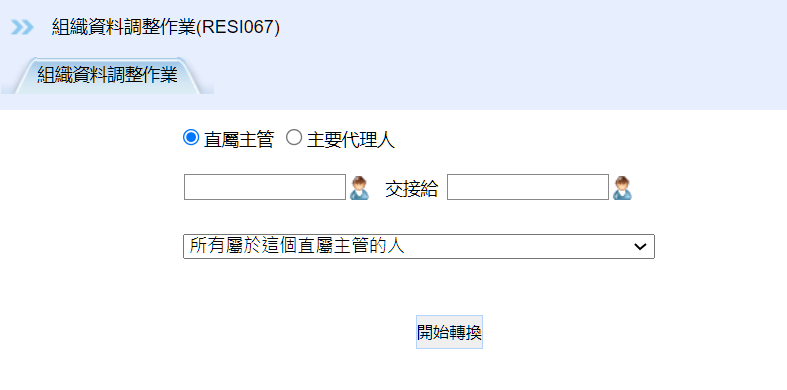 組織資料調整作業(RESI067)
組織資料調整作業
直屬主管 主要代理人
交接給
所有屬於這個直屬主管的人
開始轉換